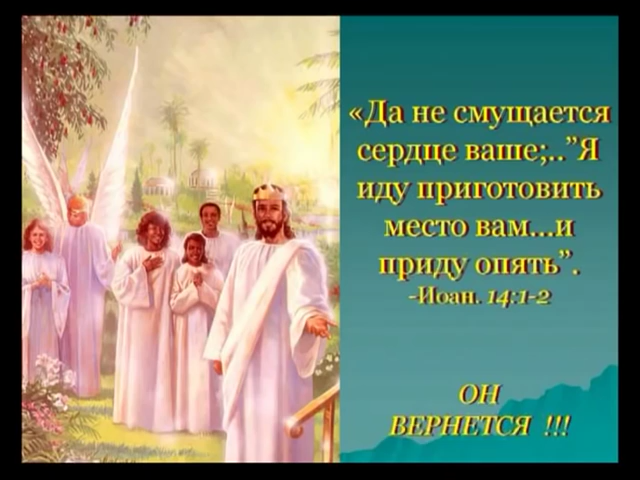 «Да не смущается
сердце ваше;..”Я
иду приготовить
место вам...и
приду опять”.
-Иоан. 14:1-2
ОН
ВЕРНЕТСЯ !!!